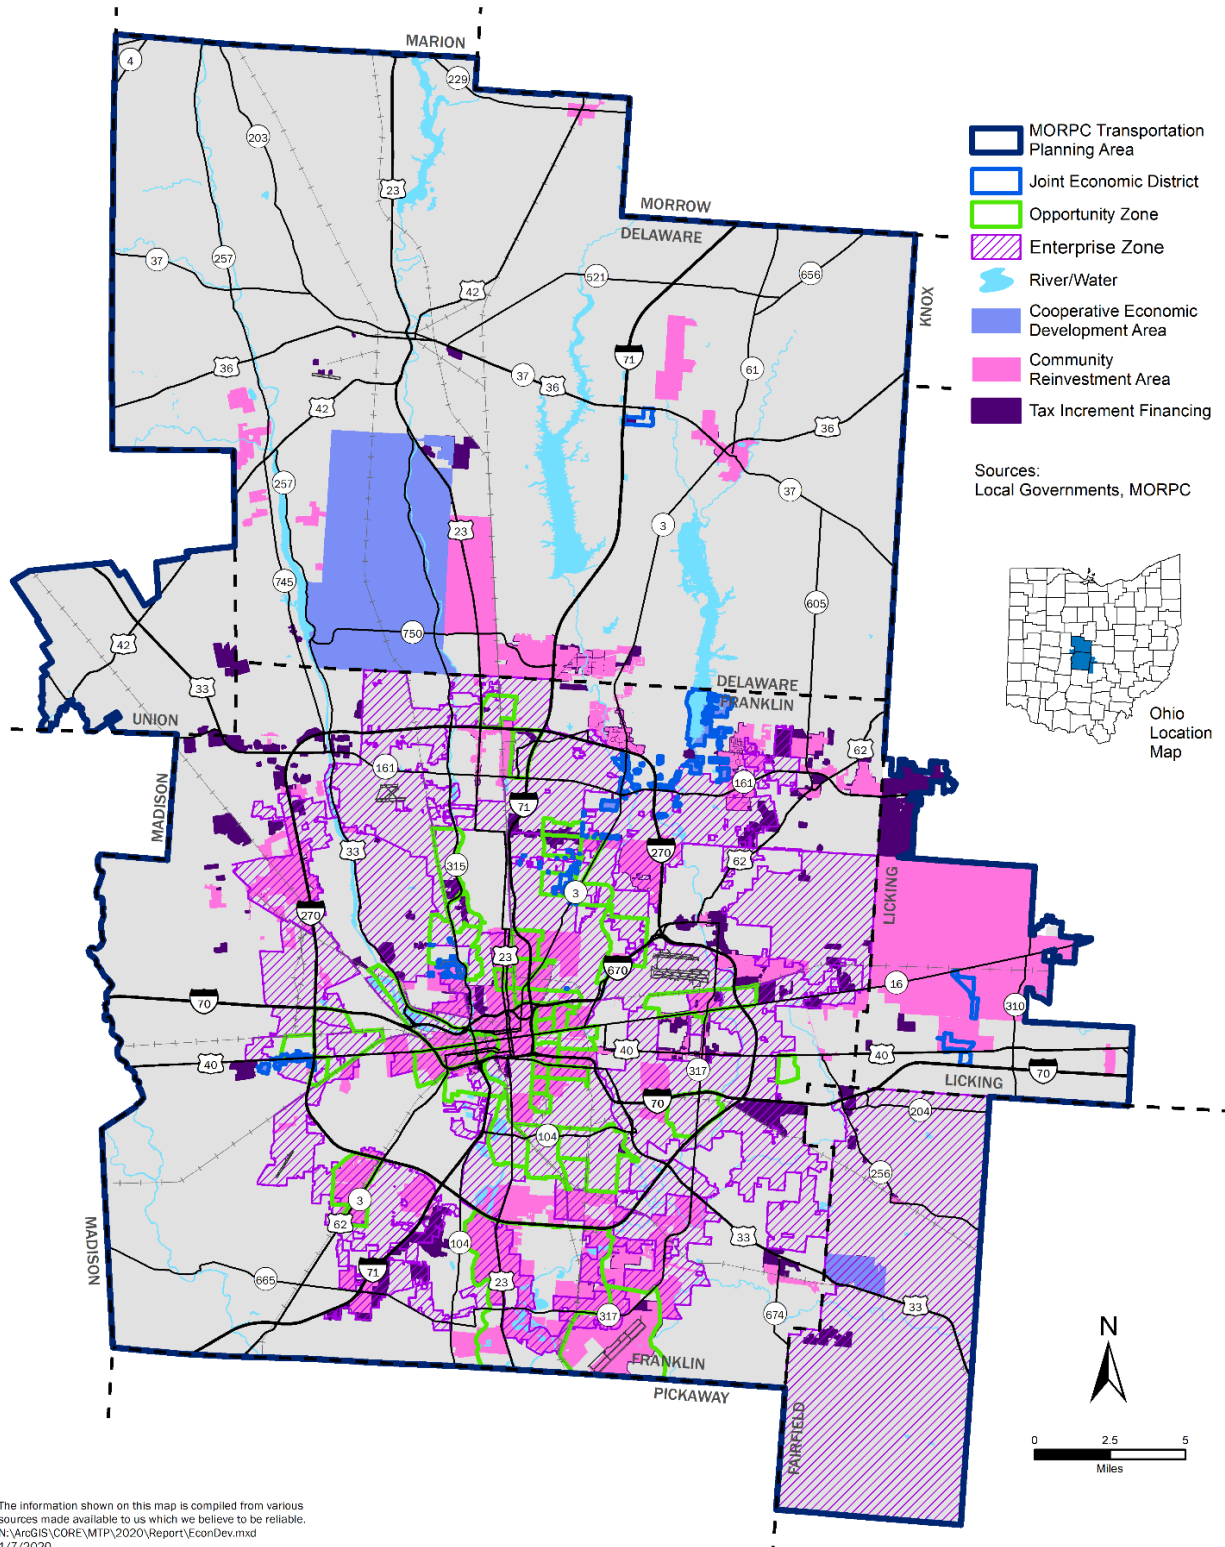 MARION
4
229
203
23
MORROW
DELAWARE
37
257
42
521
656
KNOX
36
71
61
37
36
42
36
257
23
37
3
745
605
750
42
33
UNION
DELAWARE
FRANKLIN
62
161
161
MADISON
71
33
315
270
62
3
LICKING
270
23
670
16
310
70
40
40
40
317
70
LICKING
70
204
104
256
3
62
33
104
MADISON
665
71
23
317
674
33
FRANKLIN
PICKAWAY
FAIRFIELD
MORPC Transportation
Planning Area
Joint Economic District
Opportunity Zone
Enterprise Zone
River/Water
Cooperative Economic
Development Area
Community
Reinvestment Area
Tax Increment Financing
Sources:
Local Governments, MORPC
Ohio
Location
Map
N
0 2.5 5
Miles
The information shown on this map is compiled from various
sources made available to us which we believe to be reliable.
N:\ArcGIS\CORE\MTP\2020\Report\EconDev.mxd
1/7/2020